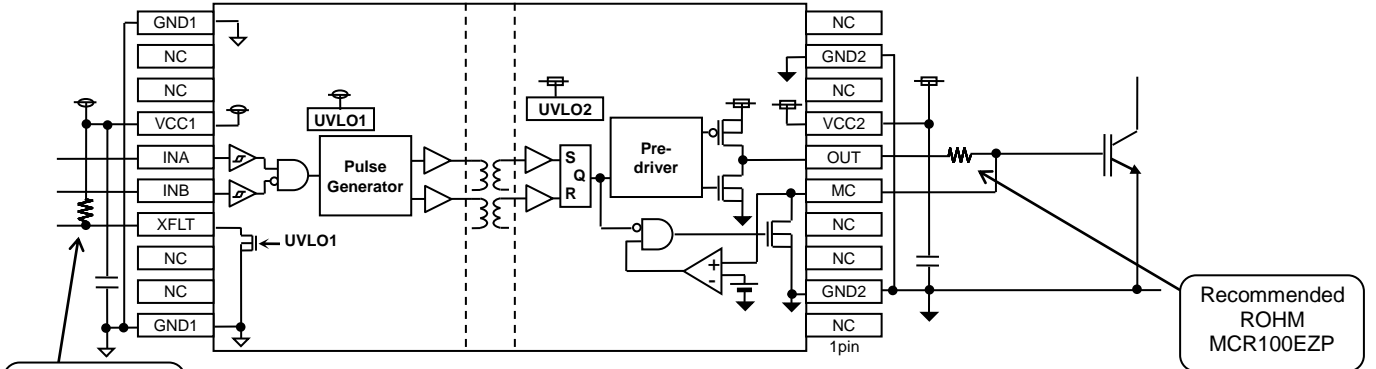 GND1
NC
NC
VCC1
INA
INB
XFLT
NC
NC
GND1
UVLO1
Pulse
Generator
UVLO1
UVLO2
S
Q
R
Pre-
driver
+
-
NC
GND2
NC
VCC2
OUT
MC
NC
NC
GND2
NC
1pin
Recommended
ROHM
MCR100EZP